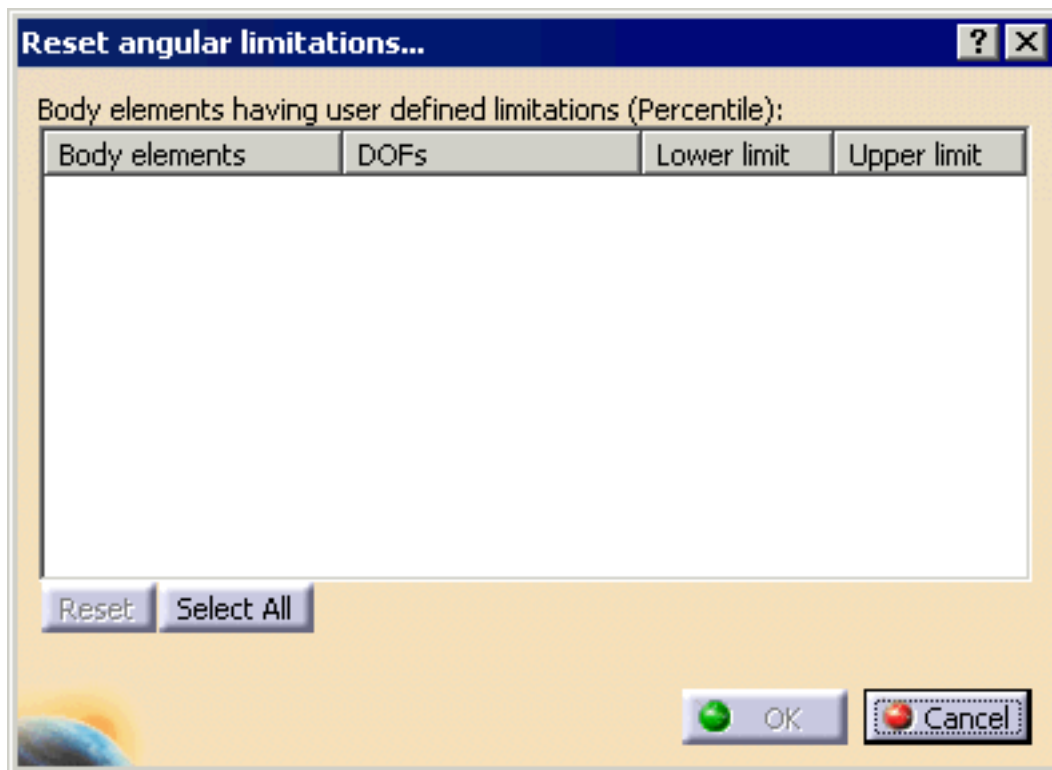 Reset angular limitations...
Body elements having user defined limitations (Percentile):
Body elements DOFs Lower limit Upper limit
Reset Select All
OK Cancel